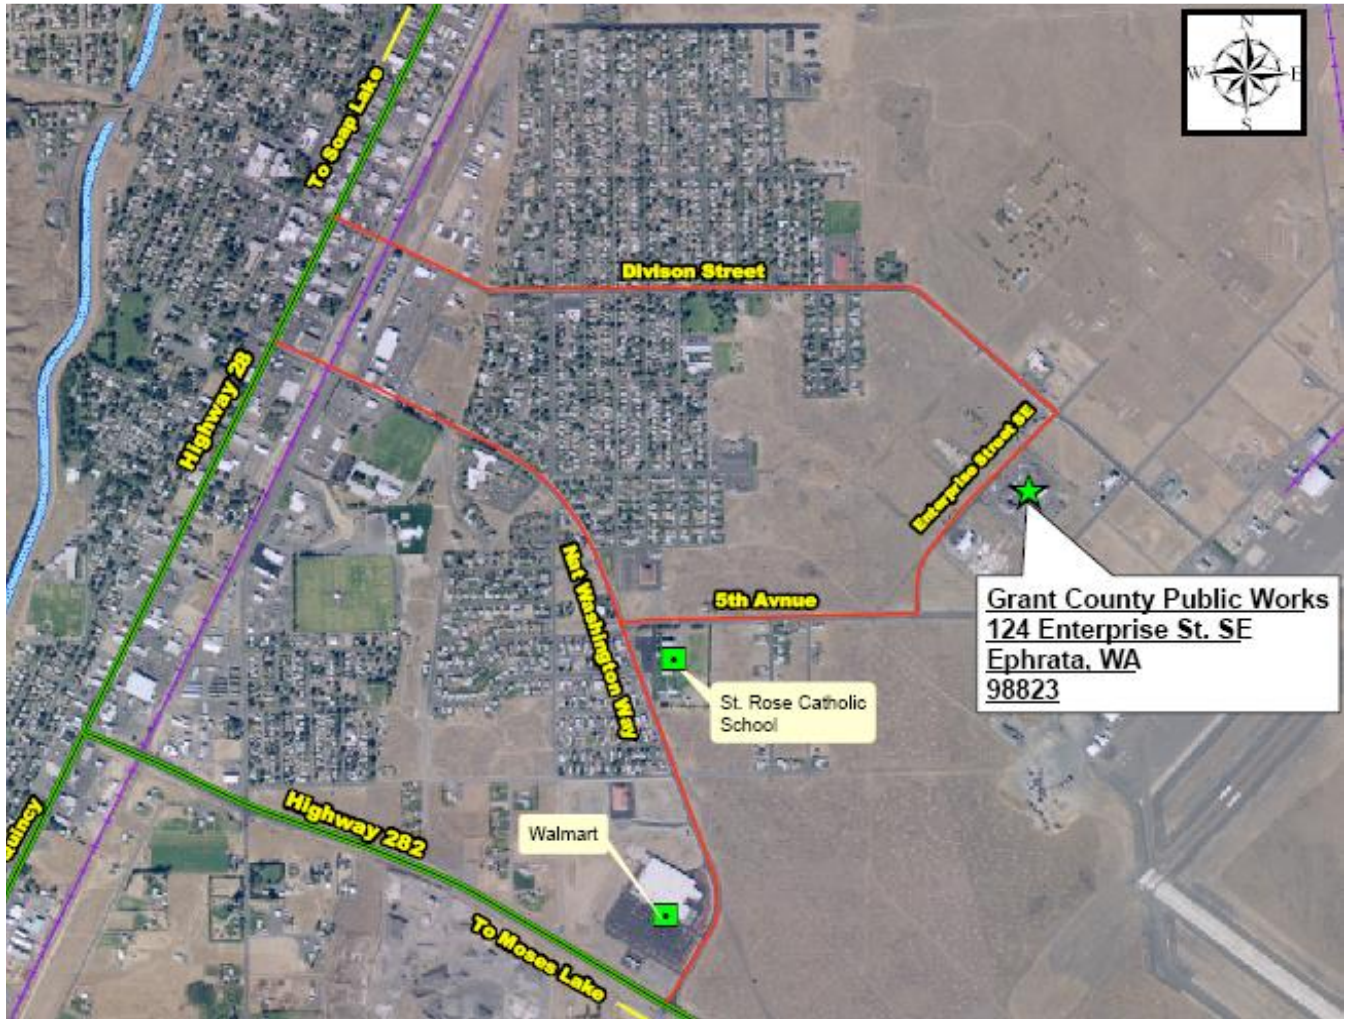 N
W
E
S
To Soap Lake
Divison Street
Highway 28
Enterprise Street SE
Nat Washington Way
5th Avnue
Grant County Public Works
124 Enterprise St. SE
Ephrata, WA
98823
St. Rose Catholic
School
Quincy
Highway 282
Walmart
To Moses Lake